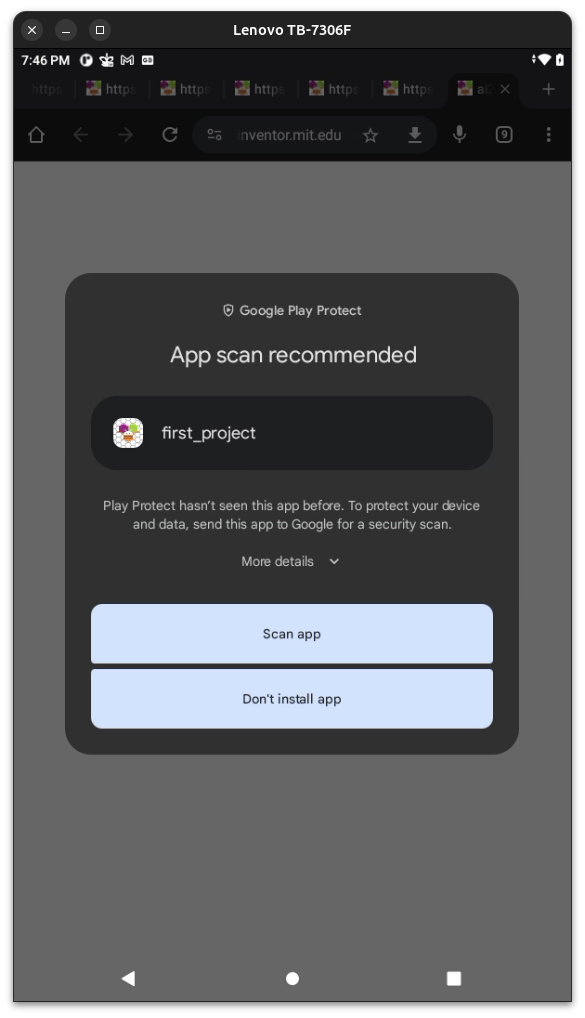 Lenovo TB-7306F
7:46 PM
https https https https https https
inventor.mit.edu 9
Google Play Protect
App scan recommended
first_project
Play Protect hasn’t seen this app before. To protect your device
and data, send this app to Google for a security scan.
More details
Scan app
Don't install app